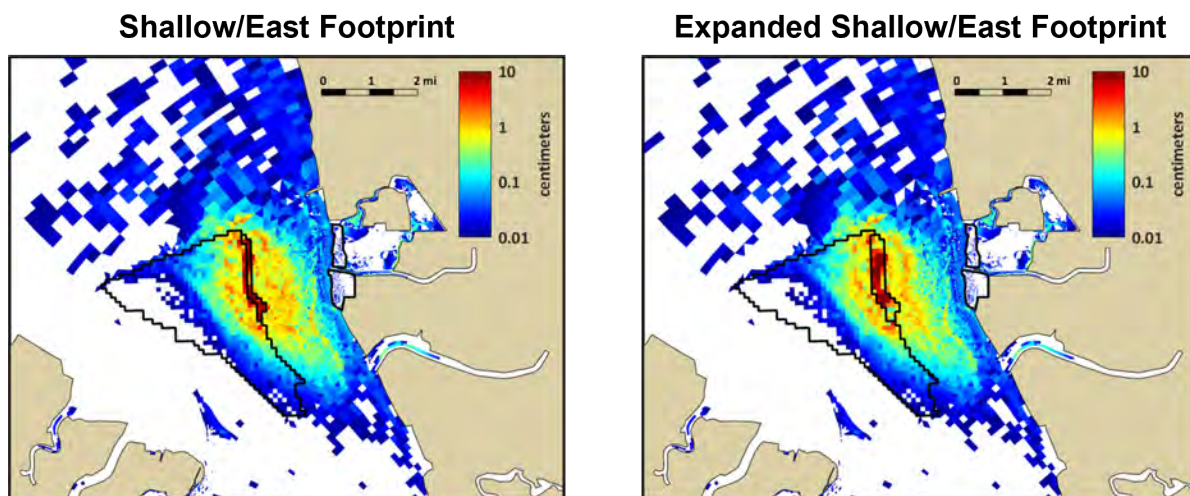 Shallow/East Footprint
0 1 2 mi
10
1
0.1
0.01
centimeters
Expanded Shallow/East Footprint
0 1 2 mi
10
1
0.1
0.01
centimeters